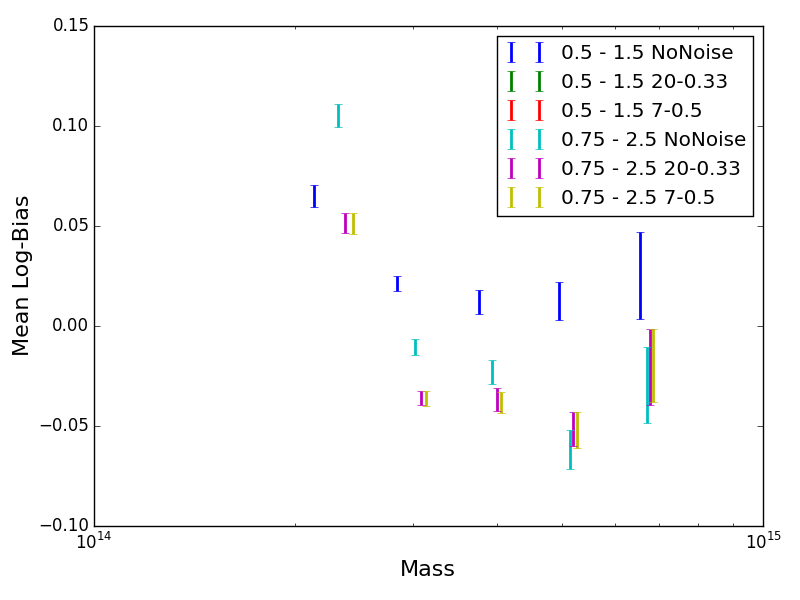 0.15
0.10
0.05
0.00
−0.05
−0.10
Mean Log-Bias
0.5 - 1.5 NoNoise
0.5 - 1.5 20-0.33
0.5 - 1.5 7-0.5
0.75 - 2.5 NoNoise
0.75 - 2.5 20-0.33
0.75 - 2.5 7-0.5
10^14
10^15
Mass